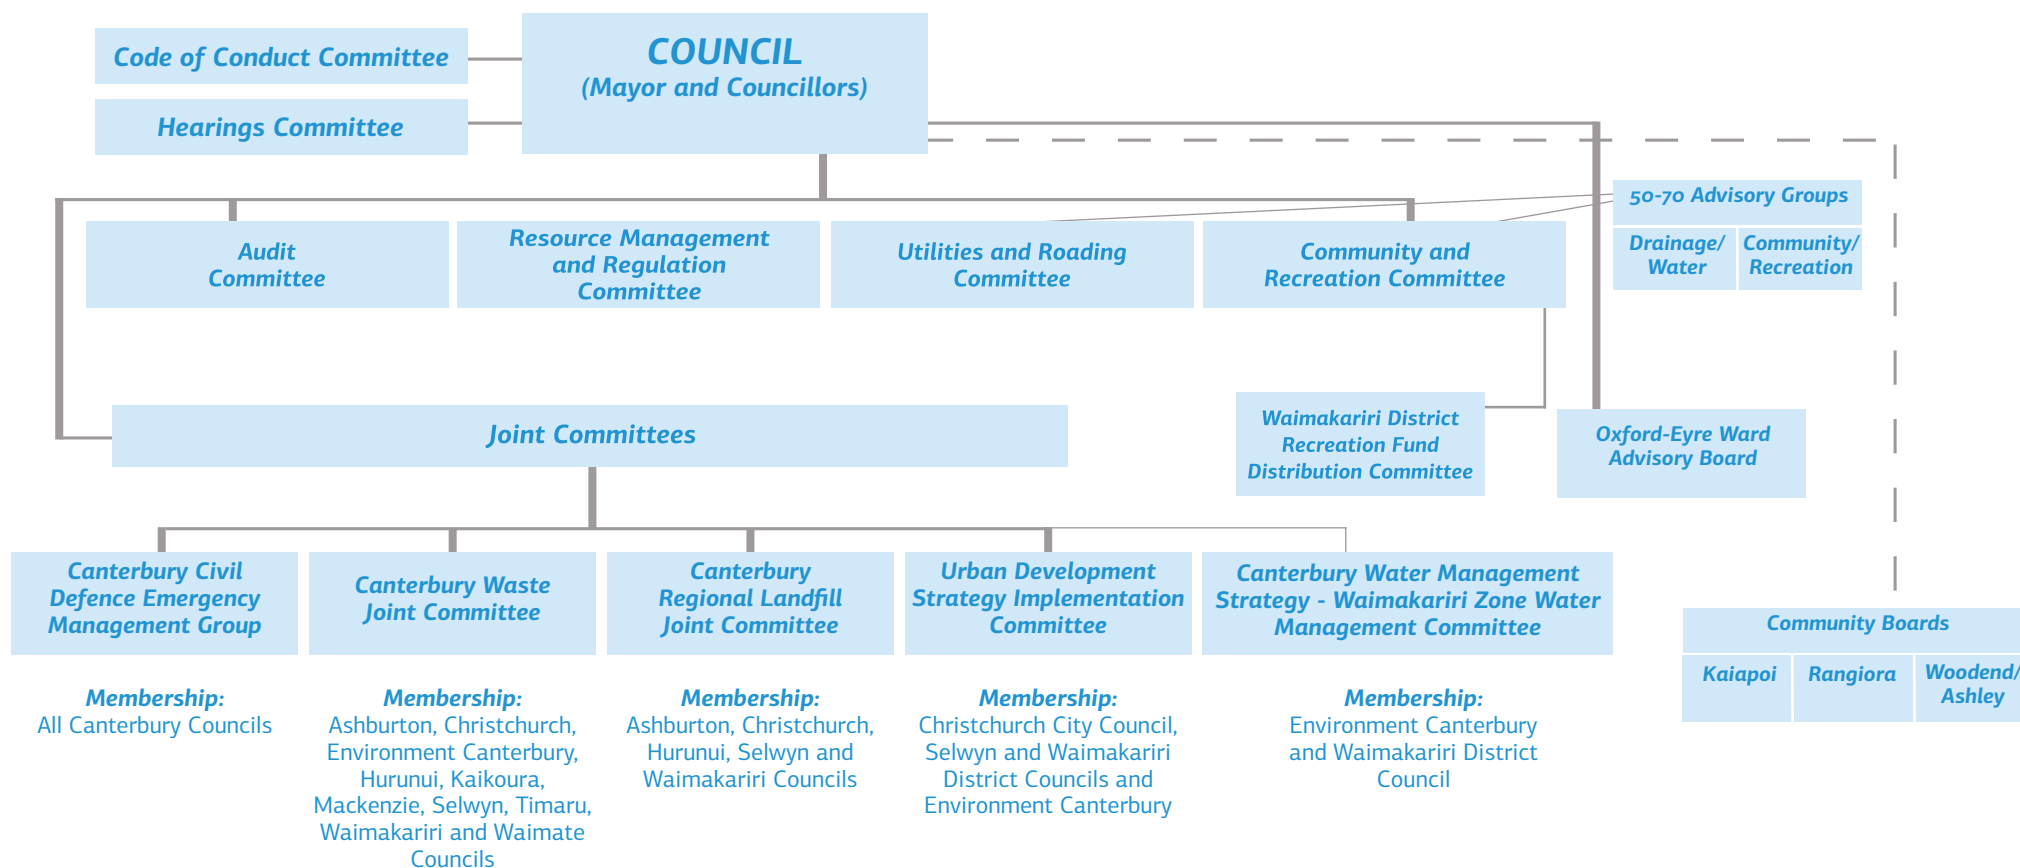 Code of Conduct Committee
Hearings Committee
COUNCIL
(Mayor and Councillors)
50-70 Advisory Groups
Drainage/
Water
Community/
Recreation
Audit
Committee
Resource Management
and Regulation
Committee
Utilities and Roading
Committee
Community and
Recreation Committee
Joint Committees
Waimakariri District
Recreation Fund
Distribution Committee
Oxford-Eyre Ward
Advisory Board
Canterbury Civil
Defence Emergency
Management Group
Canterbury Waste
Joint Committee
Canterbury
Regional Landfill
Joint Committee
Urban Development
Strategy Implementation
Committee
Canterbury Water Management
Strategy - Waimakariri Zone Water
Management Committee
Community Boards
Kaiapoi
Rangiora
Woodend/
Ashley
Membership:
All Canterbury Councils
Membership:
Ashburton, Christchurch,
Environment Canterbury,
Hurunui, Kaikoura,
Mackenzie, Selwyn, Timaru,
Waimakariri and Waimate
Councils
Membership:
Ashburton, Christchurch,
Hurunui, Selwyn and
Waimakariri Councils
Membership:
Christchurch City Council,
Selwyn and Waimakariri
District Councils and
Environment Canterbury
Membership:
Environment Canterbury
and Waimakariri District
Council